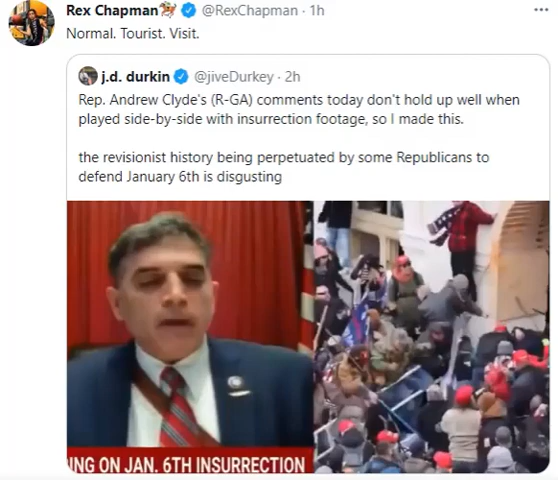 Rex Chapman🏇 @RexChapman · 1h
Normal. Tourist. Visit.
j.d. durkin @jiveDurkey · 2h
Rep. Andrew Clyde's (R-GA) comments today don't hold up well when
played side-by-side with insurrection footage, so I made this.
the revisionist history being perpetuated by some Republicans to
defend January 6th is disgusting
ING ON JAN. 6TH INSURRECTION